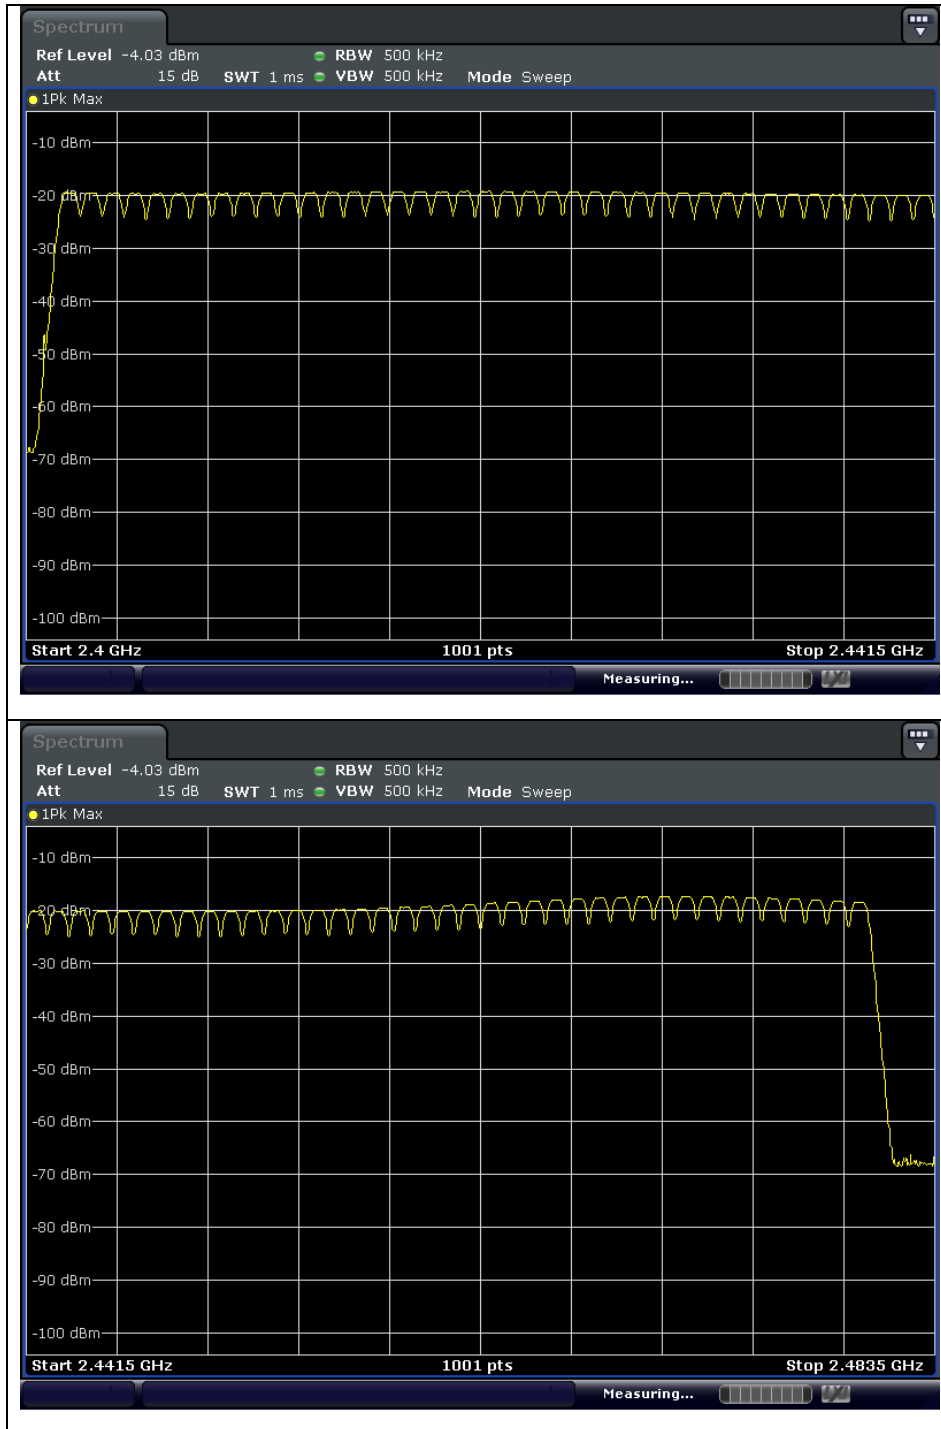 Spectrum
Ref Level -4.03 dBm RBW 500 kHz
Att 15 dB SWT 1 ms VBW 500 kHz Mode Sweep
1Pk Max
-10 dBm
-20 dBm
-30 dBm
-40 dBm
-50 dBm
-60 dBm
-70 dBm
-80 dBm
-90 dBm
-100 dBm
Start 2.4 GHz 1001 pts Stop 2.4415 GHz
Measuring...
Spectrum
Ref Level -4.03 dBm RBW 500 kHz
Att 15 dB SWT 1 ms VBW 500 kHz Mode Sweep
1Pk Max
-10 dBm
-20 dBm
-30 dBm
-40 dBm
-50 dBm
-60 dBm
-70 dBm
-80 dBm
-90 dBm
-100 dBm
Start 2.4415 GHz 1001 pts Stop 2.4835 GHz
Measuring...